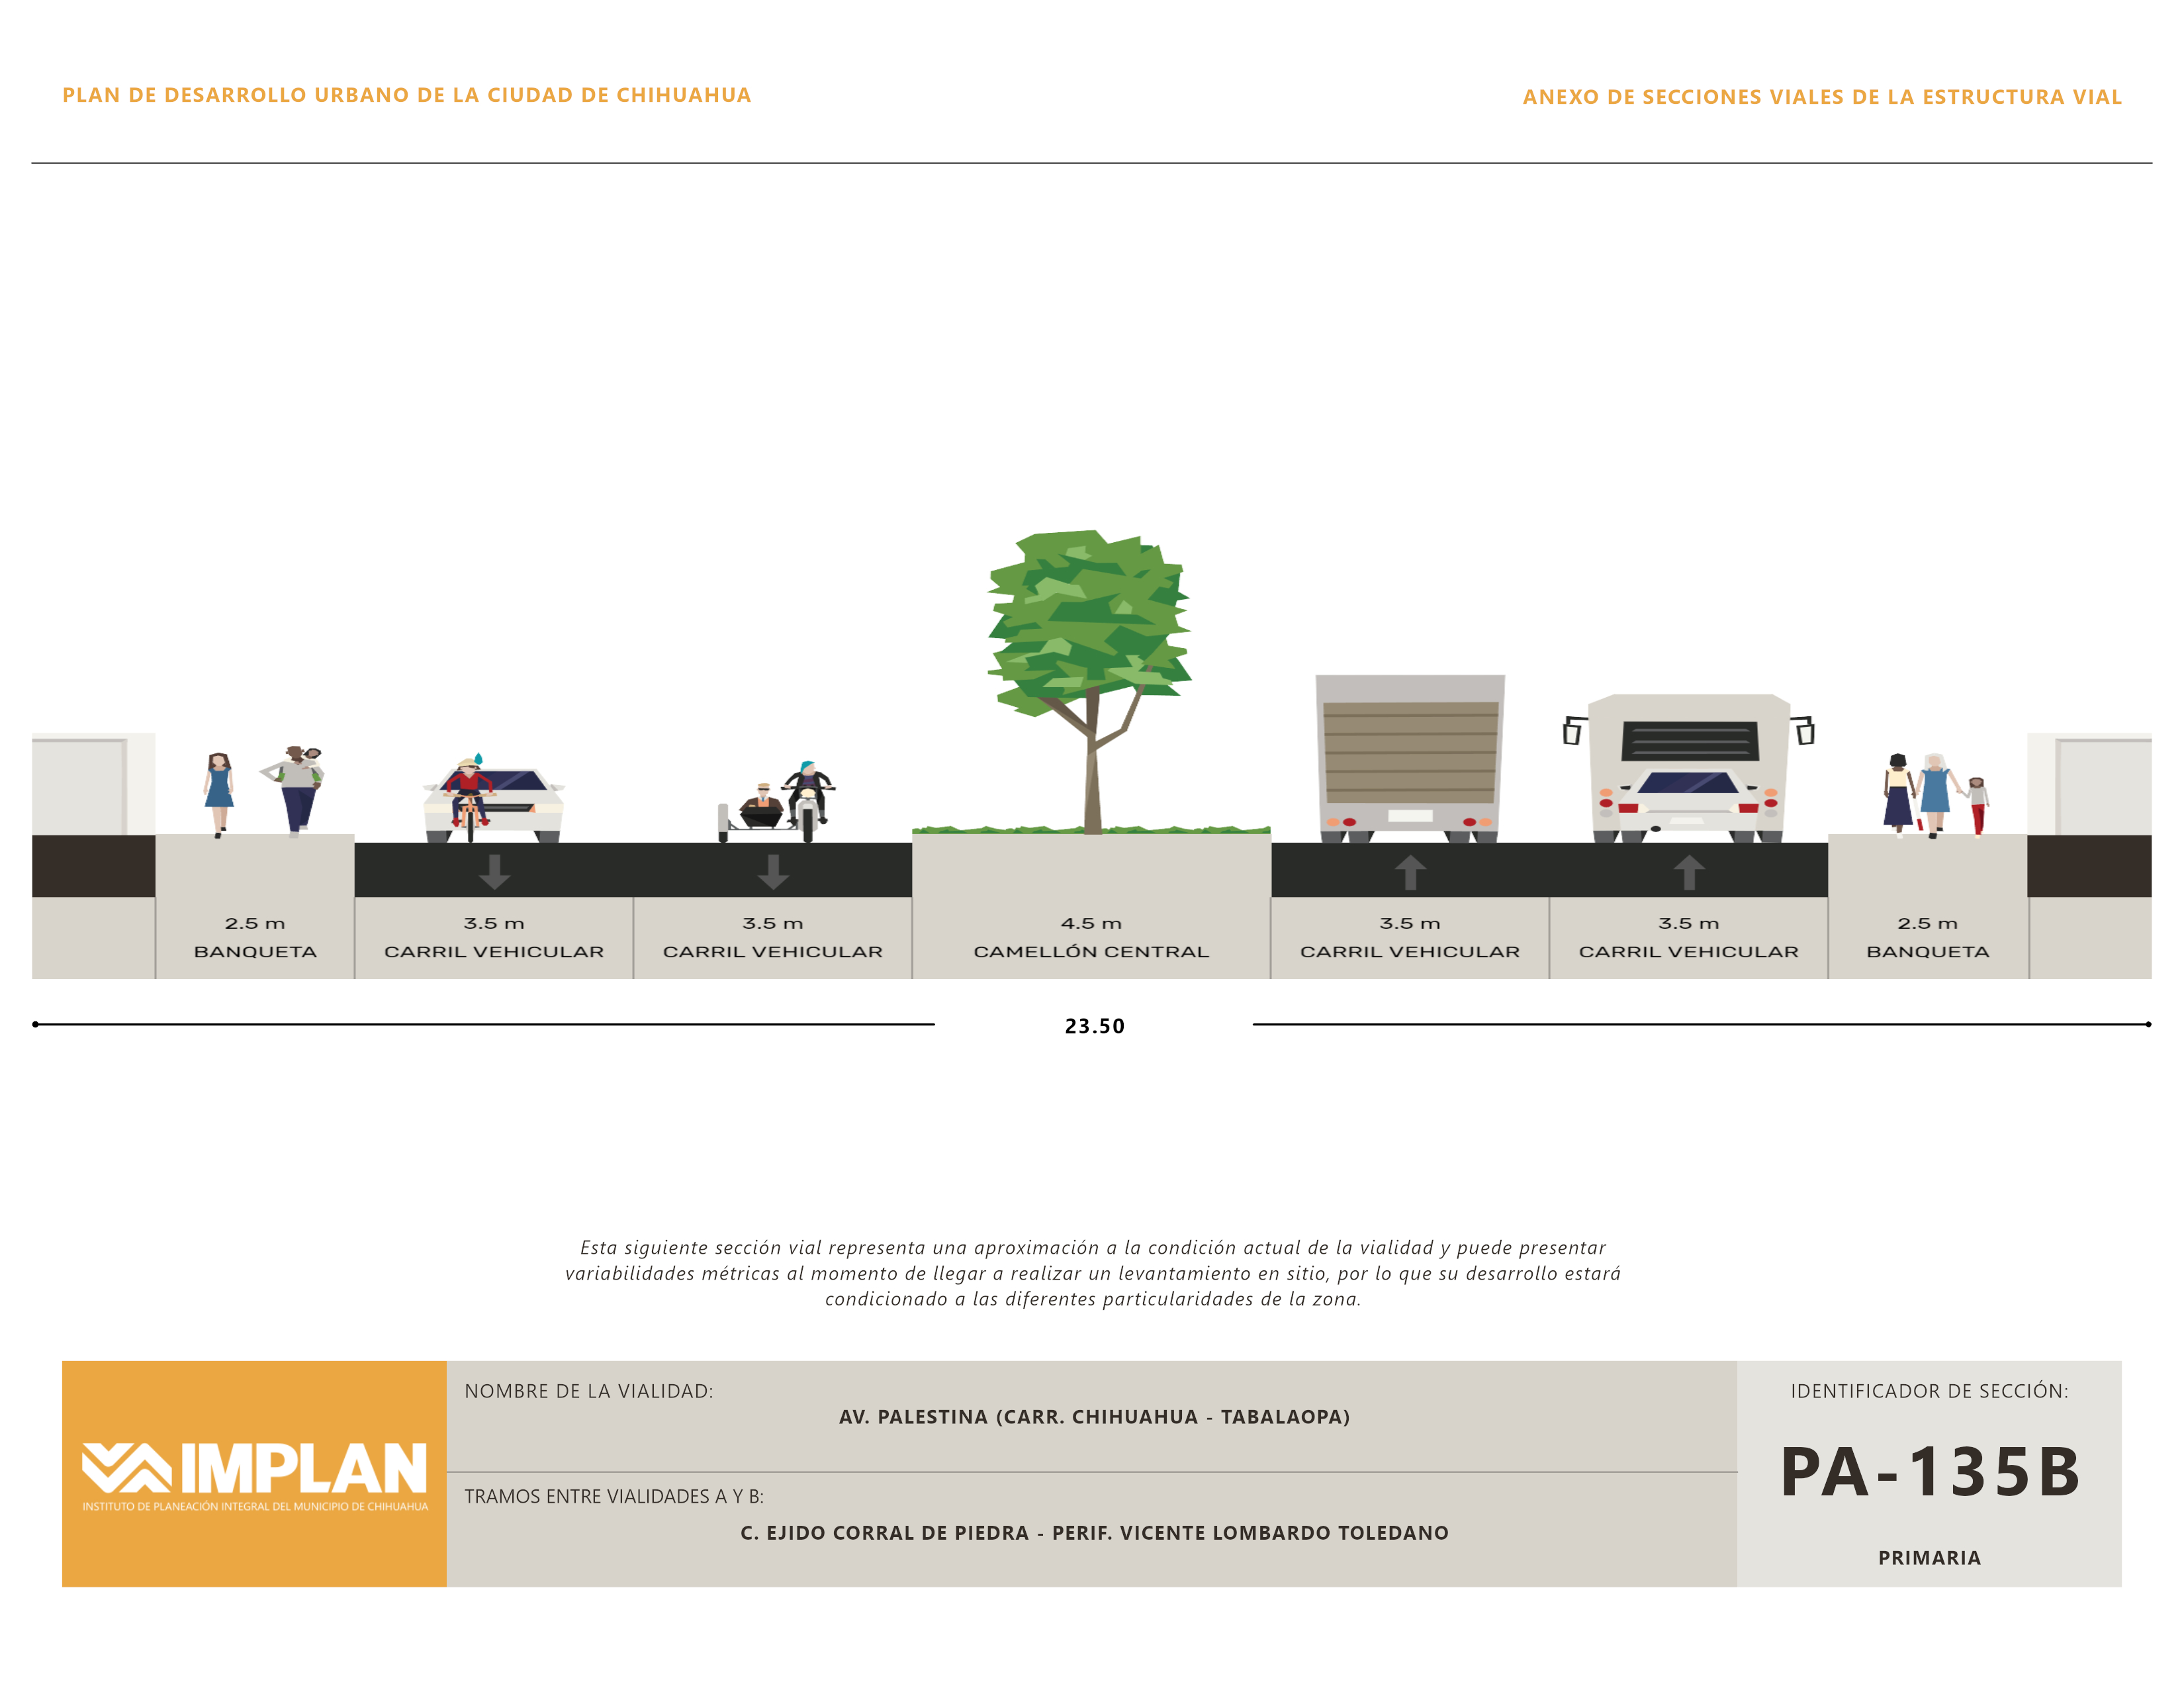 PLAN DE DESARROLLO URBANO DE LA CIUDAD DE CHIHUAHUA
ANEXO DE SECCIONES VIALES DE LA ESTRUCTURA VIAL
2.5 m
BANQUETA
3.5 m
CARRIL VEHICULAR
3.5 m
CARRIL VEHICULAR
4.5 m
CAMELLÓN CENTRAL
3.5 m
CARRIL VEHICULAR
3.5 m
CARRIL VEHICULAR
2.5 m
BANQUETA
23.50
Esta siguiente sección vial representa una aproximación a la condición actual de la vialidad y puede presentar
variabilidades métricas al momento de llegar a realizar un levantamiento en sitio, por lo que su desarrollo estará
condicionado a las diferentes particularidades de la zona.
IMPLAN
INSTITUTO DE PLANEACIÓN INTEGRAL DEL MUNICIPIO DE CHIHUAHUA
NOMBRE DE LA VIALIDAD:
AV. PALESTINA (CARR. CHIHUAHUA - TABALAOPA)
TRAMOS ENTRE VIALIDADES A Y B:
C. EJIDO CORRAL DE PIEDRA - PERIF. VICENTE LOMBARDO TOLEDANO
IDENTIFICADOR DE SECCIÓN:
PA-135B
PRIMARIA